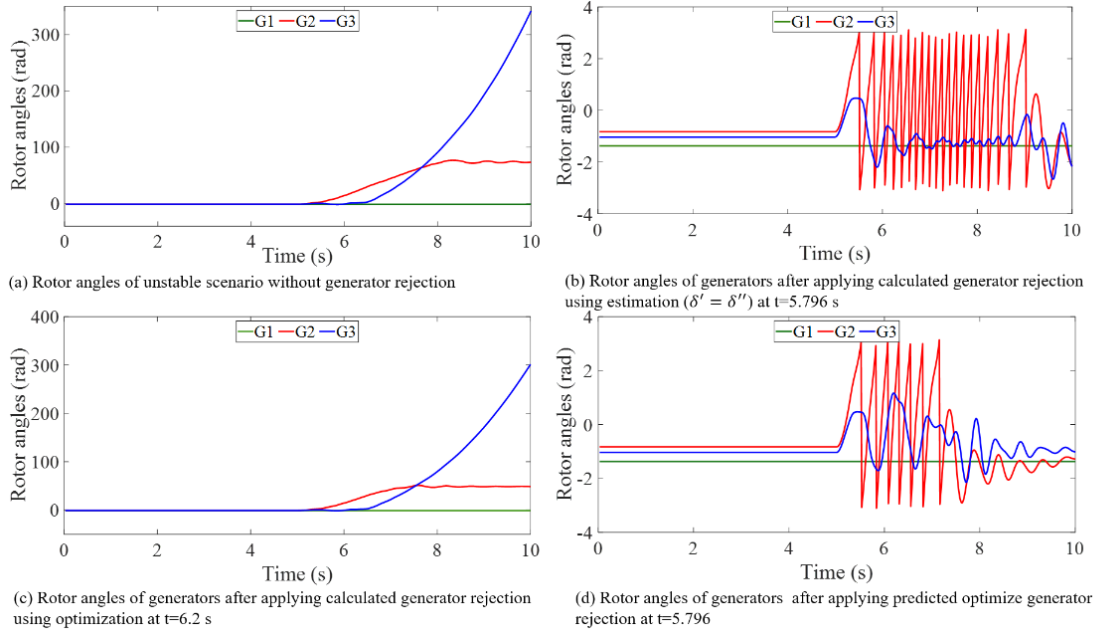 G1 G2 G3
Rotor angles (rad)
300
200
100
0
0 2 4 6 8 10
Time (s)
(a) Rotor angles of unstable scenario without generator rejection
G1 G2 G3
Rotor angles (rad)
4
2
0
-2
-4
0 2 4 6 8 10
Time (s)
(b) Rotor angles of generators after applying calculated generator rejection
using estimation (δ′ = δ′′) at t=5.796 s
G1 G2 G3
Rotor angles (rad)
400
300
200
100
0
0 2 4 6 8 10
Time (s)
(c) Rotor angles of generators after applying calculated generator rejection
using optimization at t=6.2 s
G1 G2 G3
Rotor angles (rad)
4
2
0
-2
-4
0 2 4 6 8 10
Time (s)
(d) Rotor angles of generators after applying predicted optimize generator
rejection at t=5.796